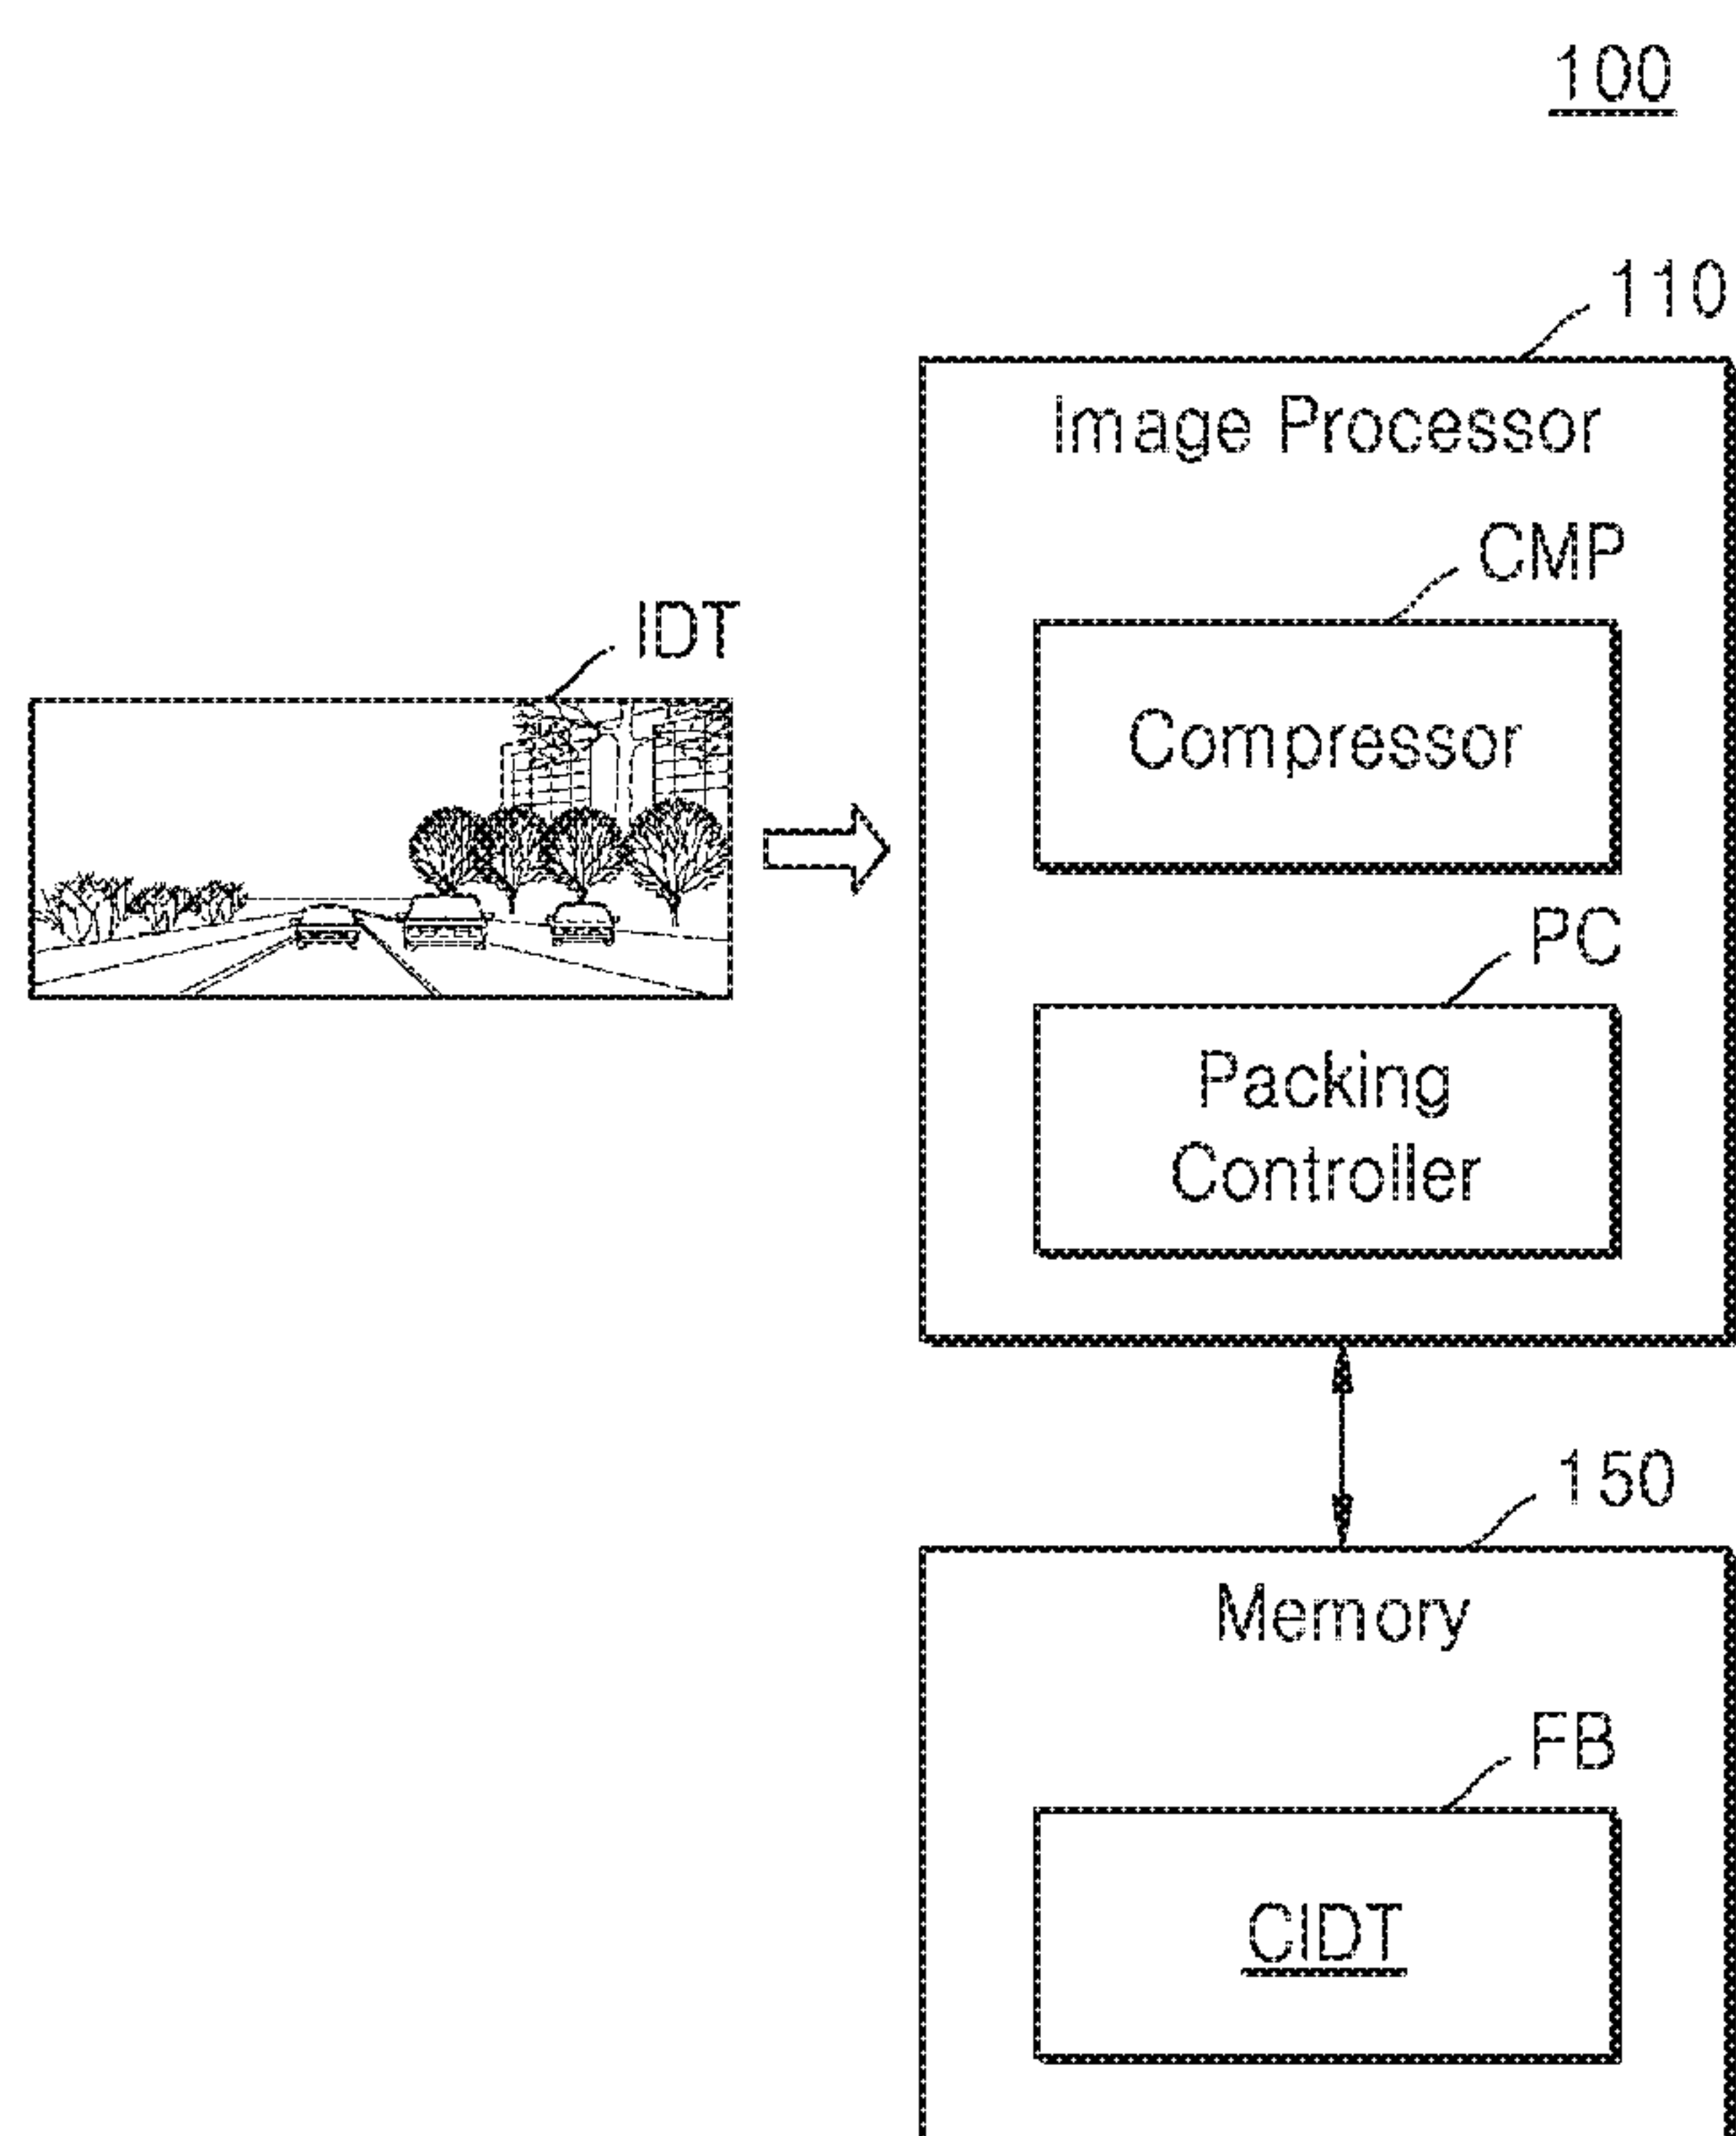 100
110
Image Processor
CMP
IDT
Compressor
PC
Packing
Controller
150
Memory
FB
CIDT